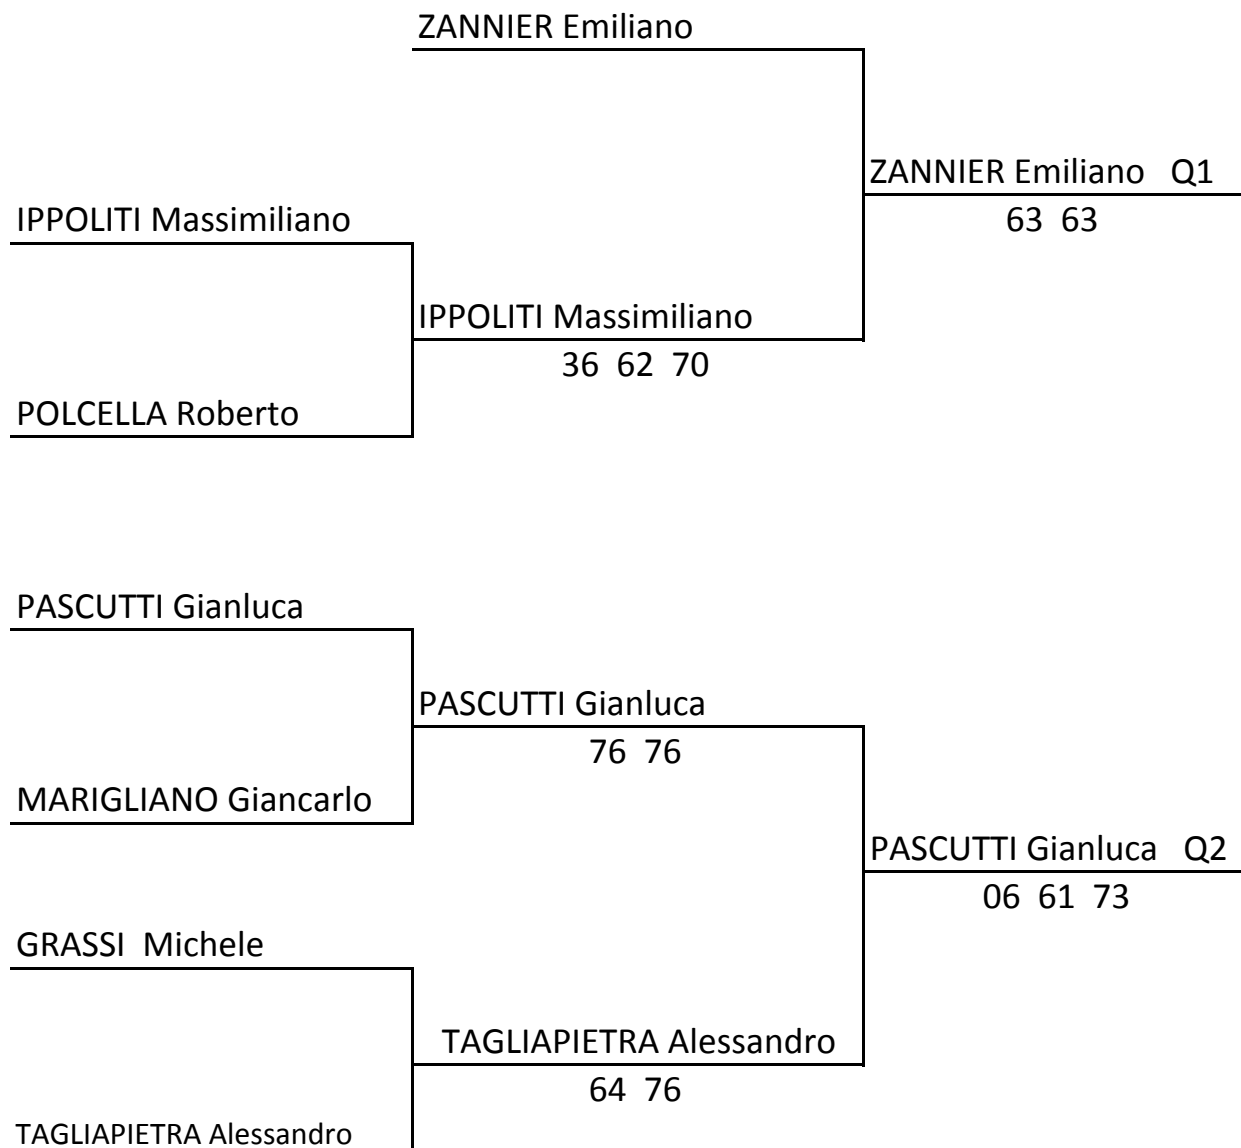 ZANNIER Emiliano
ZANNIER Emiliano Q1
IPPOLITI Massimiliano
63 63
IPPOLITI Massimiliano
36 62 70
POLCELLA Roberto
PASCUTTI Gianluca
PASCUTTI Gianluca
76 76
MARIGLIANO Giancarlo
PASCUTTI Gianluca Q2
06 61 73
GRASSI Michele
TAGLIAPIETRA Alessandro
64 76
TAGLIAPIETRA Alessandro